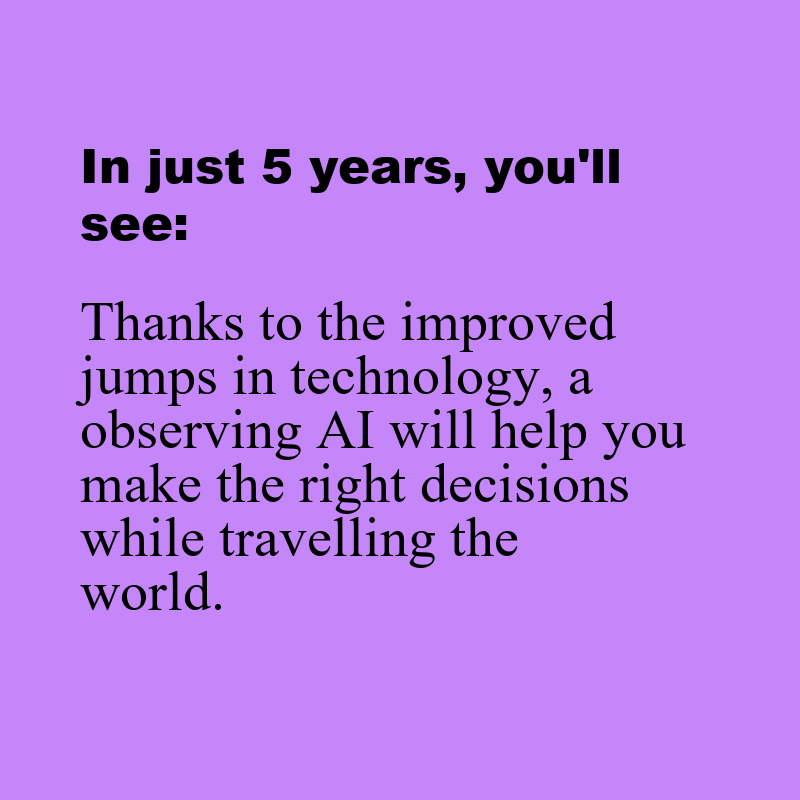 In just 5 years, you'll
see:
Thanks to the improved
jumps in technology, a
observing AI will help you
make the right decisions
while travelling the
world.